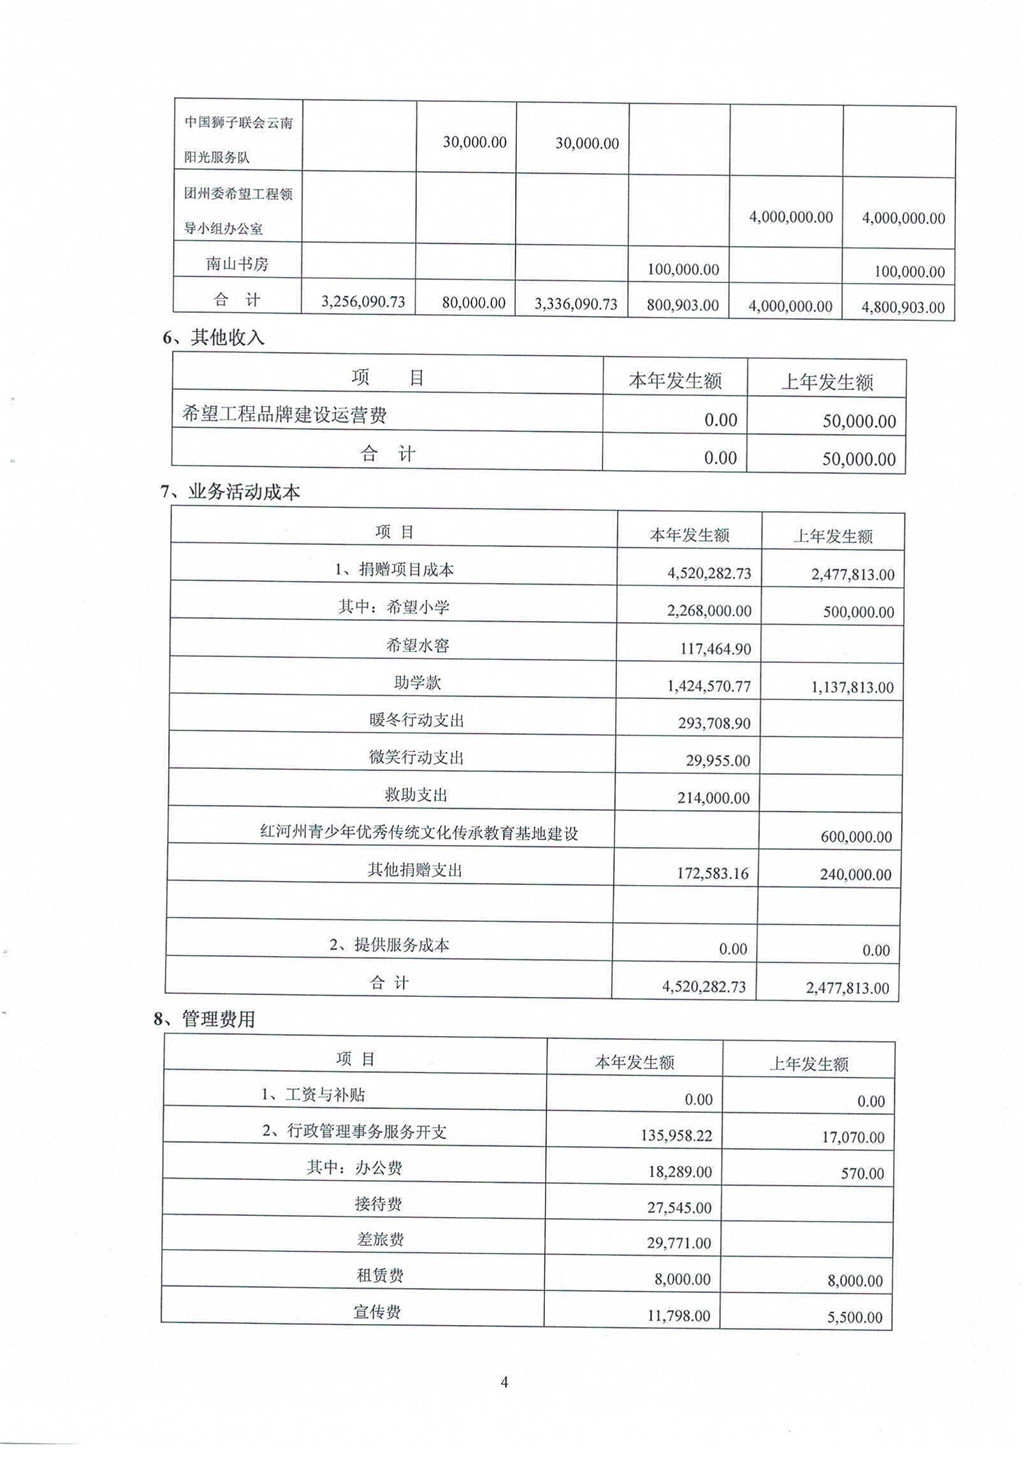 中国狮子联会云南
阳光服务队 30,000.00 30,000.00
团州委希望工程领
导小组办公室 4,000,000.00 4,000,000.00
南山书房 100,000.00 100,000.00
合 计 3,256,090.73 80,000.00 3,336,090.73 800,903.00 4,000,000.00 4,800,903.00
6、其他收入
项 目 本年发生额 上年发生额
希望工程品牌建设运营费 0.00 50,000.00
合 计 0.00 50,000.00
7、业务活动成本
项 目 本年发生额 上年发生额
1、捐赠项目成本 4,520,282.73 2,477,813.00
其中：希望小学 2,268,000.00 500,000.00
希望水窖 117,464.90
助学款 1,424,570.77 1,137,813.00
暖冬行动支出 293,708.90
微笑行动支出 29,955.00
救助支出 214,000.00
红河州青少年优秀传统文化传承教育基地建设 600,000.00
其他捐赠支出 172,583.16 240,000.00
2、提供服务成本 0.00 0.00
合 计 4,520,282.73 2,477,813.00
8、管理费用
项 目 本年发生额 上年发生额
1、工资与补贴 0.00 0.00
2、行政管理事务服务开支 135,958.22 17,070.00
其中：办公费 18,289.00 570.00
接待费 27,545.00
差旅费 29,771.00
租赁费 8,000.00 8,000.00
宣传费 11,798.00 5,500.00
4